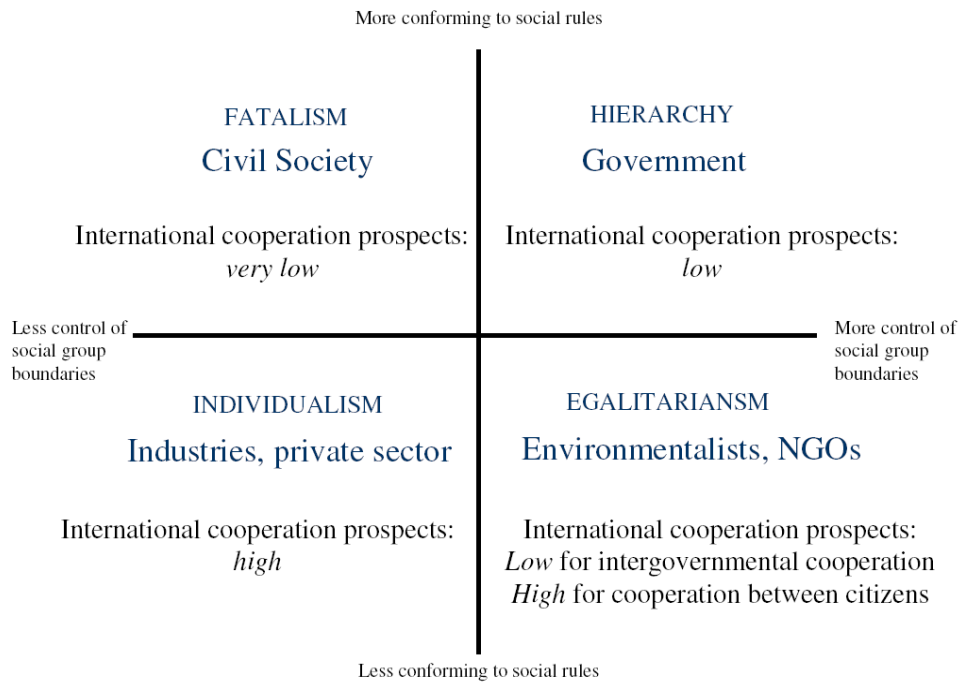 More conforming to social rules
FATALISM
Civil Society
International cooperation prospects:
very low
HIERARCHY
Government
International cooperation prospects:
low
Less control of
social group
boundaries
More control of
social group
boundaries
INDIVIDUALISM
Industries, private sector
International cooperation prospects:
high
EGALITARIANSM
Environmentalists, NGOs
International cooperation prospects:
Low for intergovernmental cooperation
High for cooperation between citizens
Less conforming to social rules